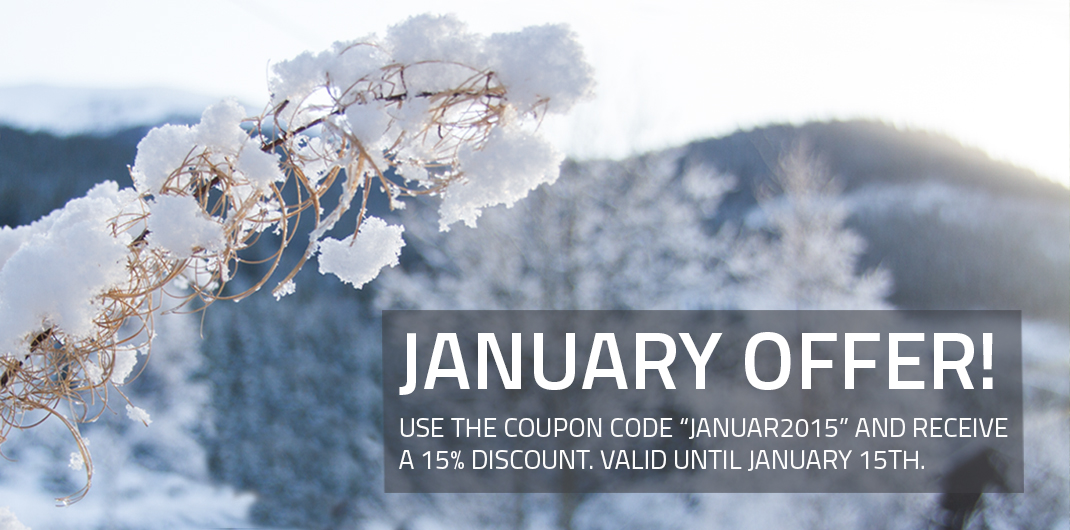 JANUARY OFFER!
USE THE COUPON CODE “JANUAR2015” AND RECEIVE
A 15% DISCOUNT. VALID UNTIL JANUARY 15TH.